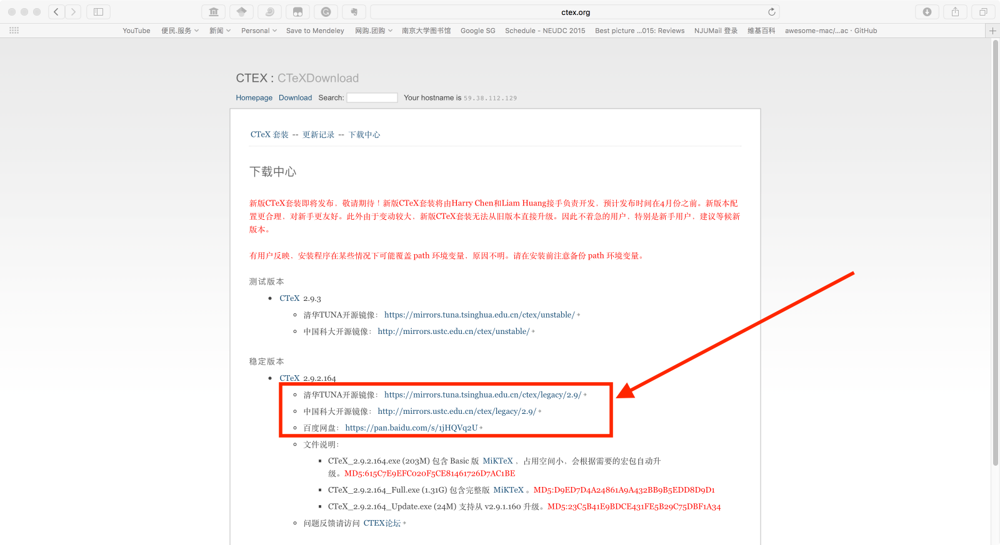 ctex.org
YouTube 便民.服务 新闻 Personal Save to Mendeley 网购.团购 南京大学图书馆 Google SG Schedule - NEUDC 2015 Best picture ...015: Reviews NJUMail 登录 维基百科 awesome-mac/...ac · GitHub
CTEX : CTeXDownload
Homepage Download Search: Your hostname is 59.38.112.129
CTeX 套装 -- 更新记录 -- 下载中心
下载中心
新版CTeX套装即将发布，敬请期待！新版CTeX套装将由Harry Chen和Liam Huang接手负责开发，预计发布时间在4月份之前。新版本配
置更合理，对新手更友好。此外由于变动较大，新版CTeX套装无法从旧版本直接升级。因此不着急的用户，特别是新手用户，建议等候新
版本。
有用户反映，安装程序在某些情况下可能覆盖 path 环境变量，原因不明。请在安装前注意备份 path 环境变量。
测试版本
CTeX 2.9.3
清华TUNA开源镜像： https://mirrors.tuna.tsinghua.edu.cn/ctex/unstable/
中国科大开源镜像： http://mirrors.ustc.edu.cn/ctex/unstable/
稳定版本
CTeX 2.9.2.164
清华TUNA开源镜像： https://mirrors.tuna.tsinghua.edu.cn/ctex/legacy/2.9/
中国科大开源镜像： http://mirrors.ustc.edu.cn/ctex/legacy/2.9/
百度网盘： https://pan.baidu.com/s/1jHQVq2U
文件说明：
CTeX_2.9.2.164.exe (203M) 包含 Basic 版 MiKTeX ，占用空间小，会根据需要的宏包自动升
级。MD5:615C7E9EFC020F5CE81461726D7AC1BE
CTeX_2.9.2.164_Full.exe (1.31G) 包含完整版 MiKTeX 。MD5:D9ED7D4A24861A9A432BB9B5EDD8D9D1
CTeX_2.9.2.164_Update.exe (24M) 支持从 v2.9.1.160 升级。MD5:23C5B41E9BDCE431FE5B29C75DBF1A34
问题反馈请访问 CTEX论坛